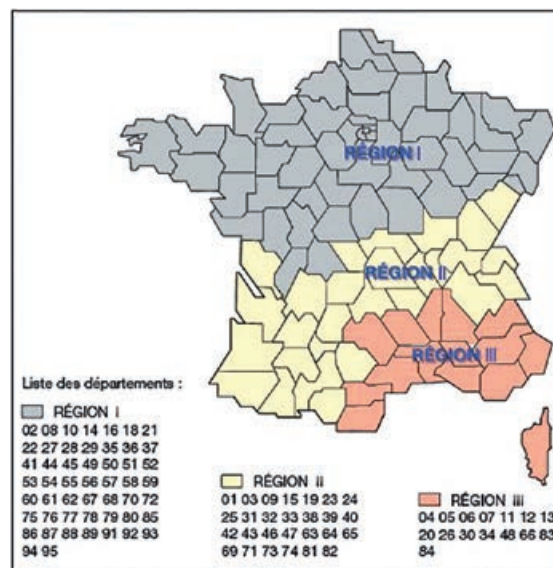 RÉGION I
RÉGION II
RÉGION III
Liste des départements :
RÉGION I
02 08 10 14 16 18 21
22 27 28 29 35 36 37
41 44 45 49 50 51 52
53 54 55 56 57 58 59
60 61 62 67 68 70 72
75 76 77 78 79 80 85
86 87 88 89 91 92 93
94 95
RÉGION II
01 03 09 15 19 23 24
25 31 32 33 38 39 40
42 43 46 47 63 64 65
69 71 73 74 81 82
RÉGION III
04 05 06 07 11 12 13
20 26 30 34 48 66 83
84